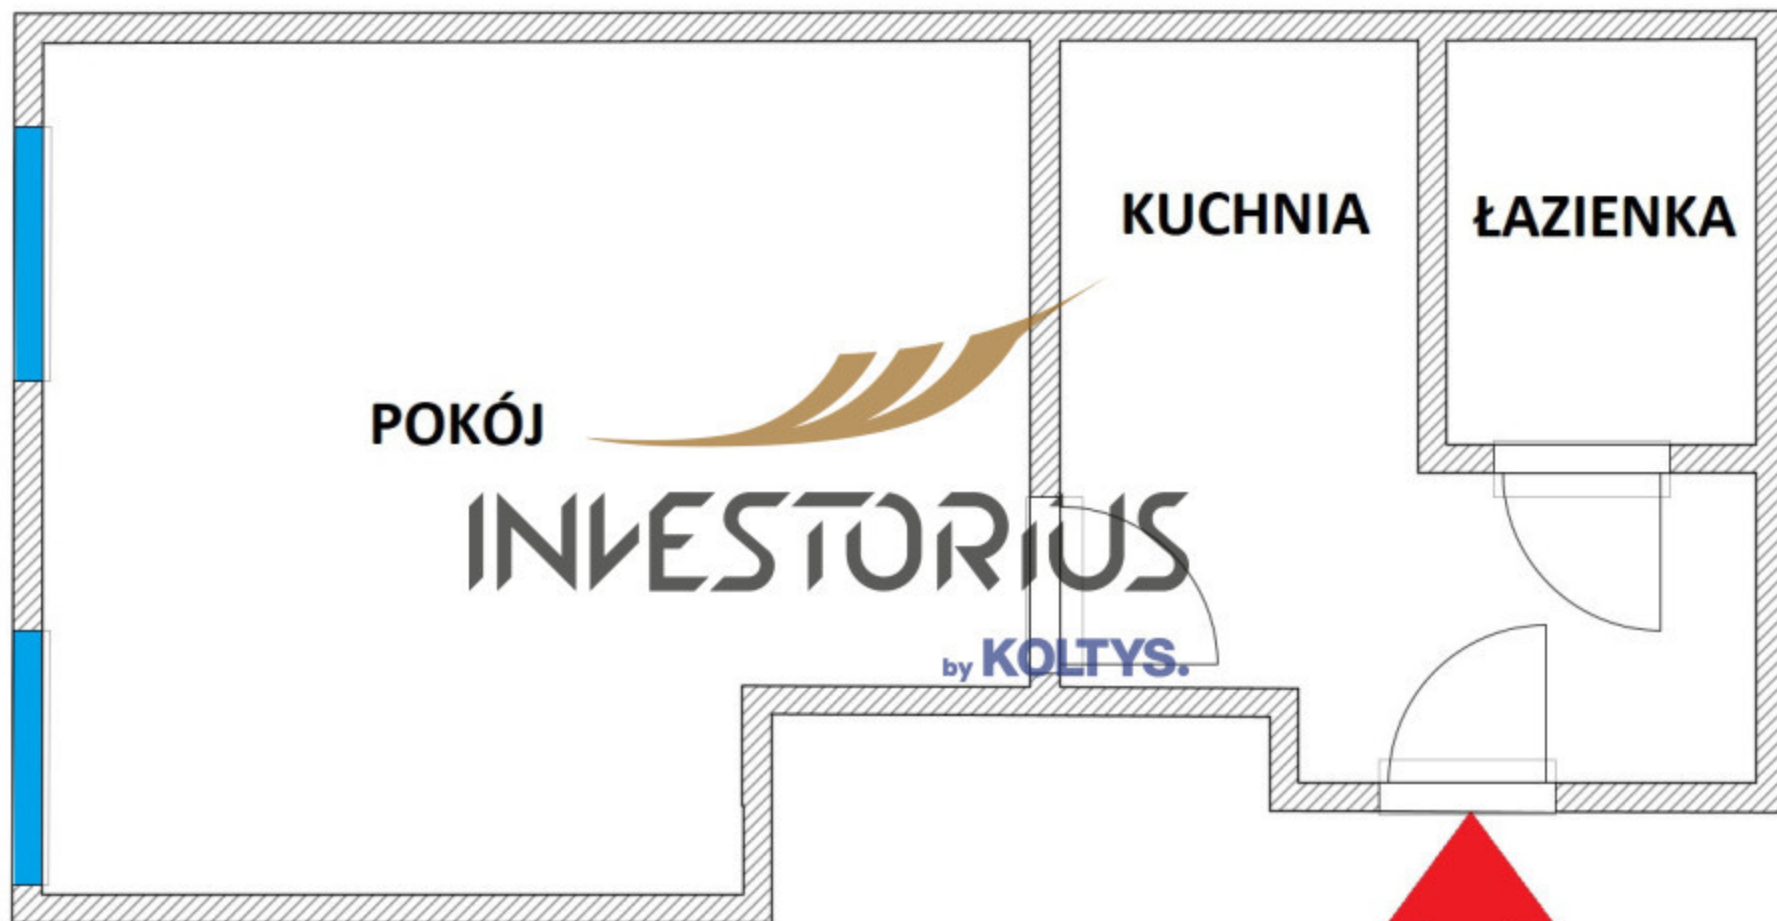 KUCHNIA
ŁAZIENKA
POKÓJ
INVESTORIUS
by KOLTYS.